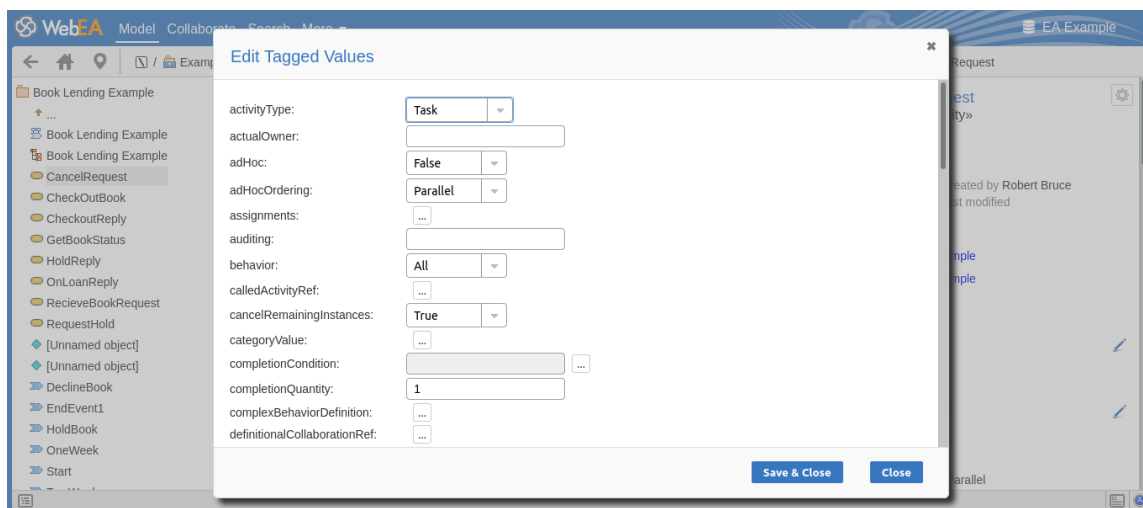 WebEA Model Collaborate Search More EA Example
/ Examp Request
Edit Tagged Values
Book Lending Example
...
Book Lending Example
Book Lending Example
CancelRequest
CheckOutBook
CheckoutReply
GetBookStatus
HoldReply
OnLoanReply
RecieveBookRequest
RequestHold
[Unnamed object]
[Unnamed object]
DeclineBook
EndEvent1
HoldBook
OneWeek
Start
activityType: Task
actualOwner:
adHoc: False
adHocOrdering: Parallel
assignments: ...
auditing:
behavior: All
calledActivityRef: ...
cancelRemainingInstances: True
categoryValue: ...
completionCondition: ...
completionQuantity: 1
complexBehaviorDefinition: ...
definitionalCollaborationRef: ...
Save & Close Close
est
ity»
eated by Robert Bruce
st modified
mple
mple
arallel